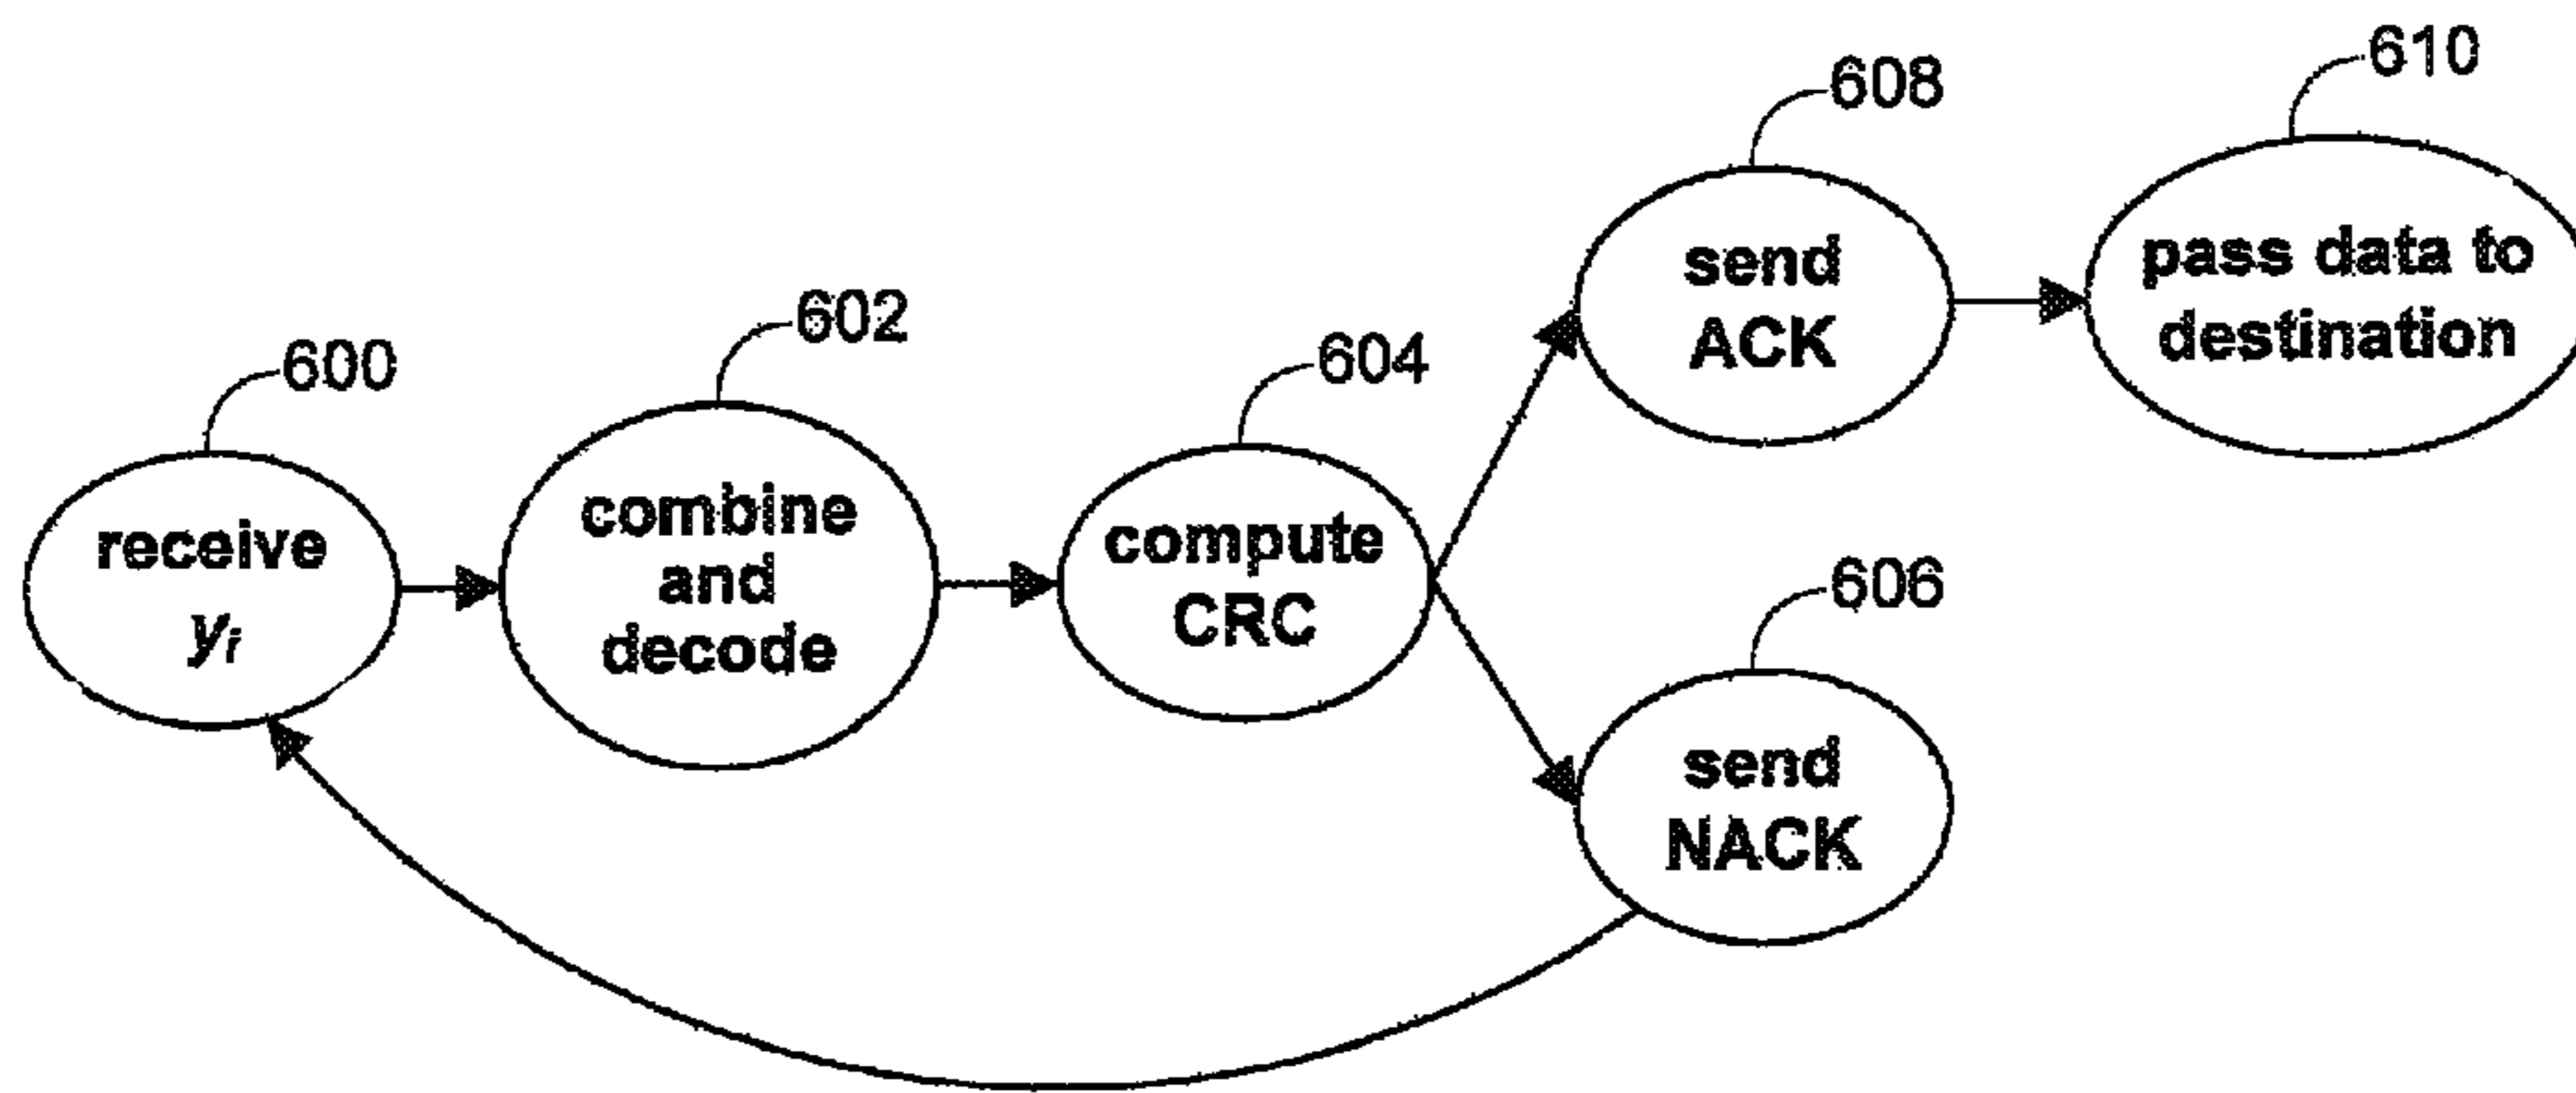 600
receive
yi
602
combine
and
decode
604
compute
CRC
608
send
ACK
610
pass data to
destination
606
send
NACK